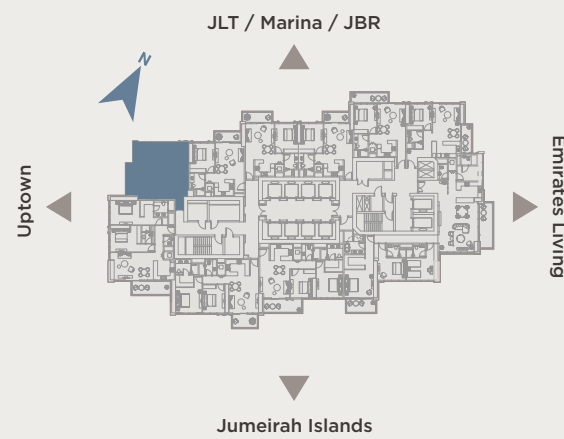 JLT / Marina / JBR
N
Uptown
Emirates Living
Jumeirah Islands